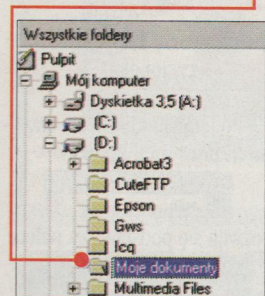 Wszystkie foldery
Pulpit
Mój komputer
Dyskietka 3,5 (A:)
(C:)
(D:)
Acrobat3
CuteFTP
Epson
Gws
Icq
Moje dokumenty
Multimedia Files